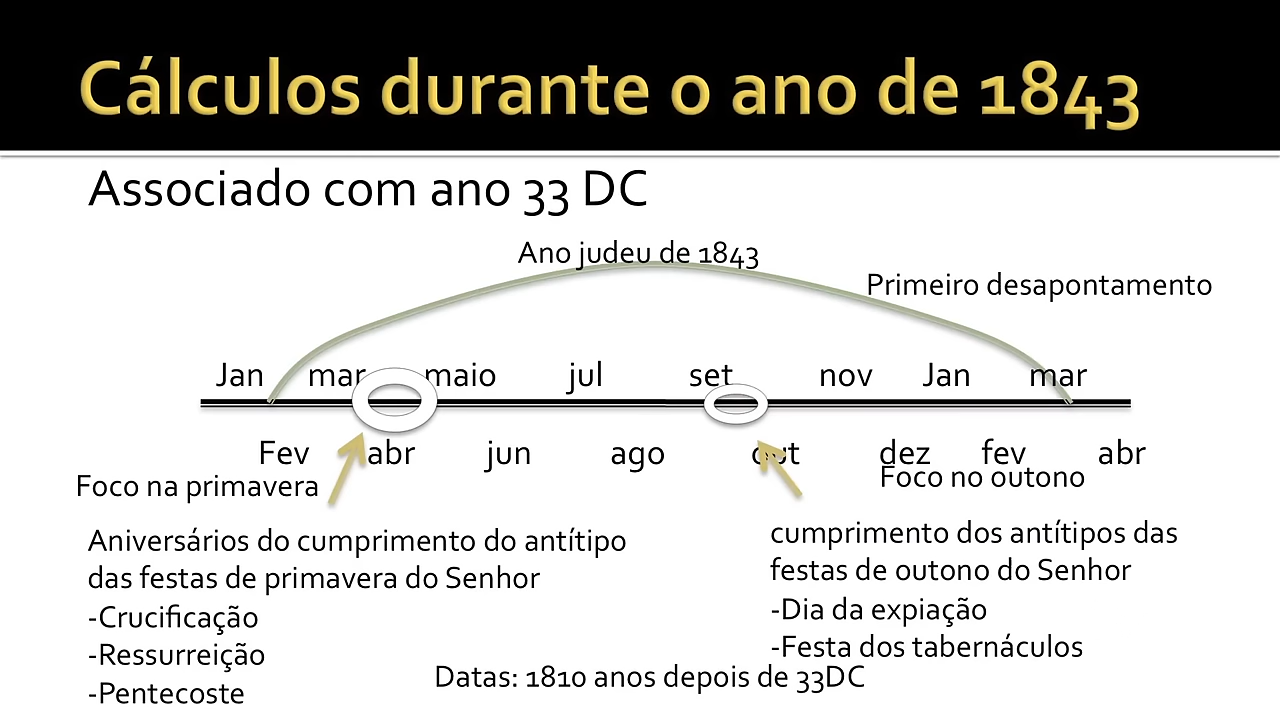 Cálculos durante o ano de 1843
Associado com ano 33 DC
Ano judeu de 1843
Primeiro desapontamento
Jan mar maio jul set nov Jan mar
Fev abr jun ago out dez fev abr
Foco na primavera
Foco no outono
Aniversários do cumprimento do antítipo
das festas de primavera do Senhor
-Crucificação
-Ressurreição
-Pentecoste
cumprimento dos antítipos das
festas de outono do Senhor
-Dia da expiação
-Festa dos tabernáculos
Datas: 1810 anos depois de 33DC